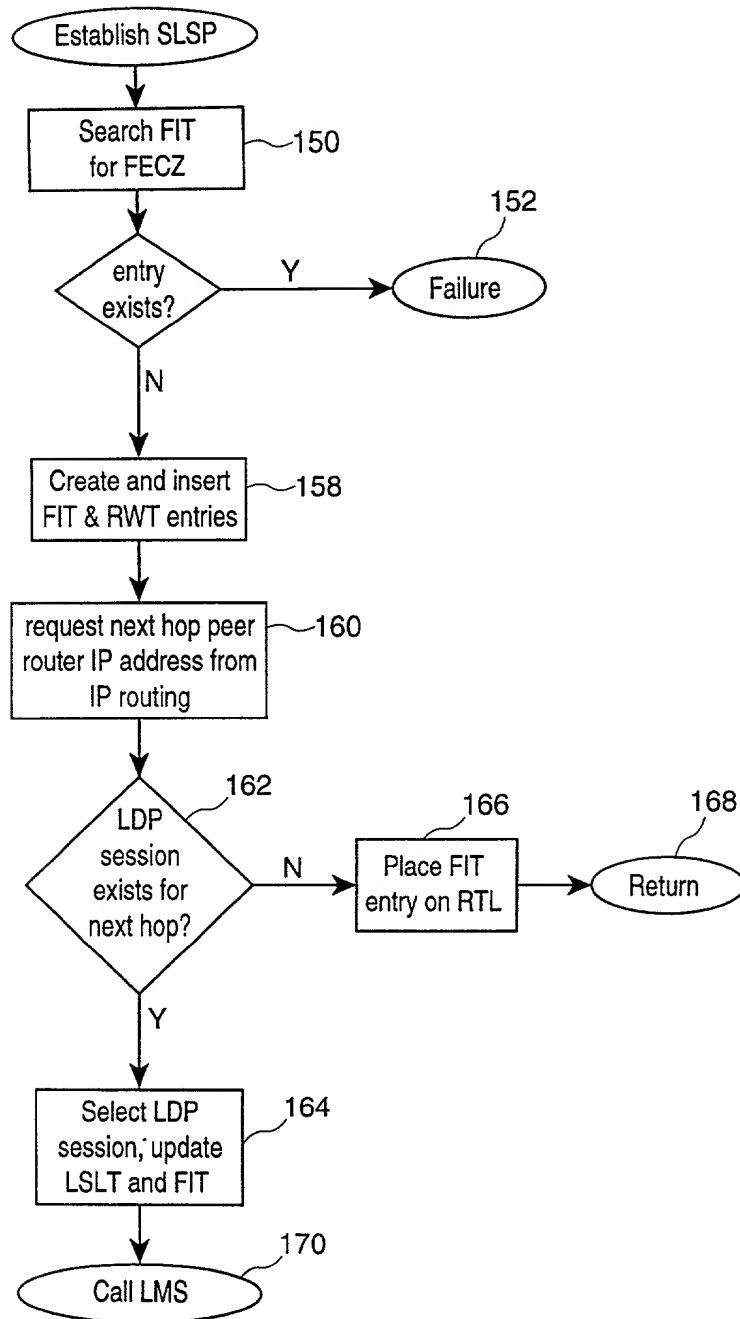 Establish SLSP
Search FIT
for FECZ
150
152
entry
exists?
Y
Failure
N
Create and insert
FIT & RWT entries
158
request next hop peer
router IP address from
IP routing
160
162
LDP
session
exists for
next hop?
N
166
Place FIT
entry on RTL
168
Return
Y
Select LDP
session, update
LSLT and FIT
164
170
Call LMS